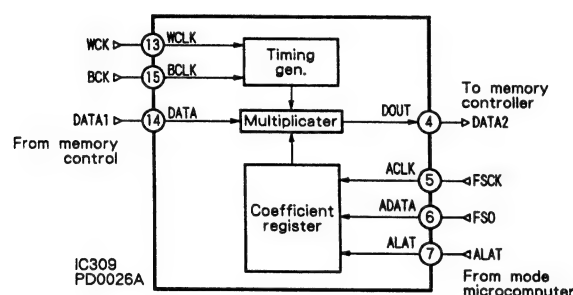 WCK
13
WCLK
BCK
15
BCLK
Timing
gen.
DATA1
14
DATA
From memory
control
Multiplicater
DOUT
4
To memory
controller
DATA2
Coefficient
register
ACLK
5
FSCK
ADATA
6
FSO
ALAT
7
ALAT
From mode
microcomputer
IC309
PD0026A